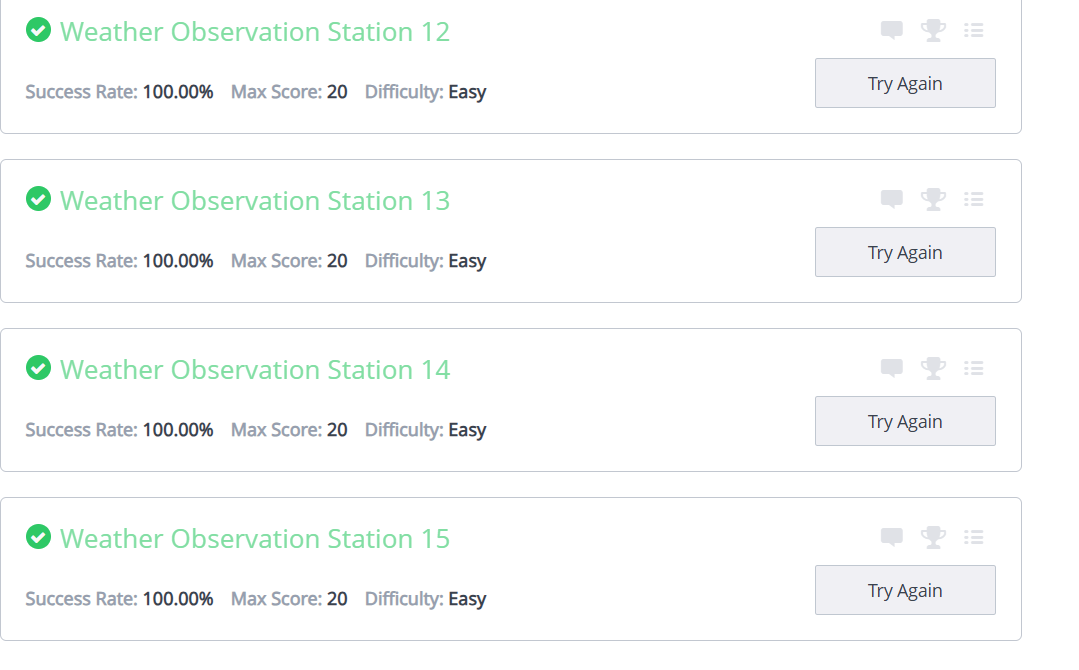 Weather Observation Station 12
Success Rate: 100.00% Max Score: 20 Difficulty: Easy
Try Again
Weather Observation Station 13
Success Rate: 100.00% Max Score: 20 Difficulty: Easy
Try Again
Weather Observation Station 14
Success Rate: 100.00% Max Score: 20 Difficulty: Easy
Try Again
Weather Observation Station 15
Success Rate: 100.00% Max Score: 20 Difficulty: Easy
Try Again